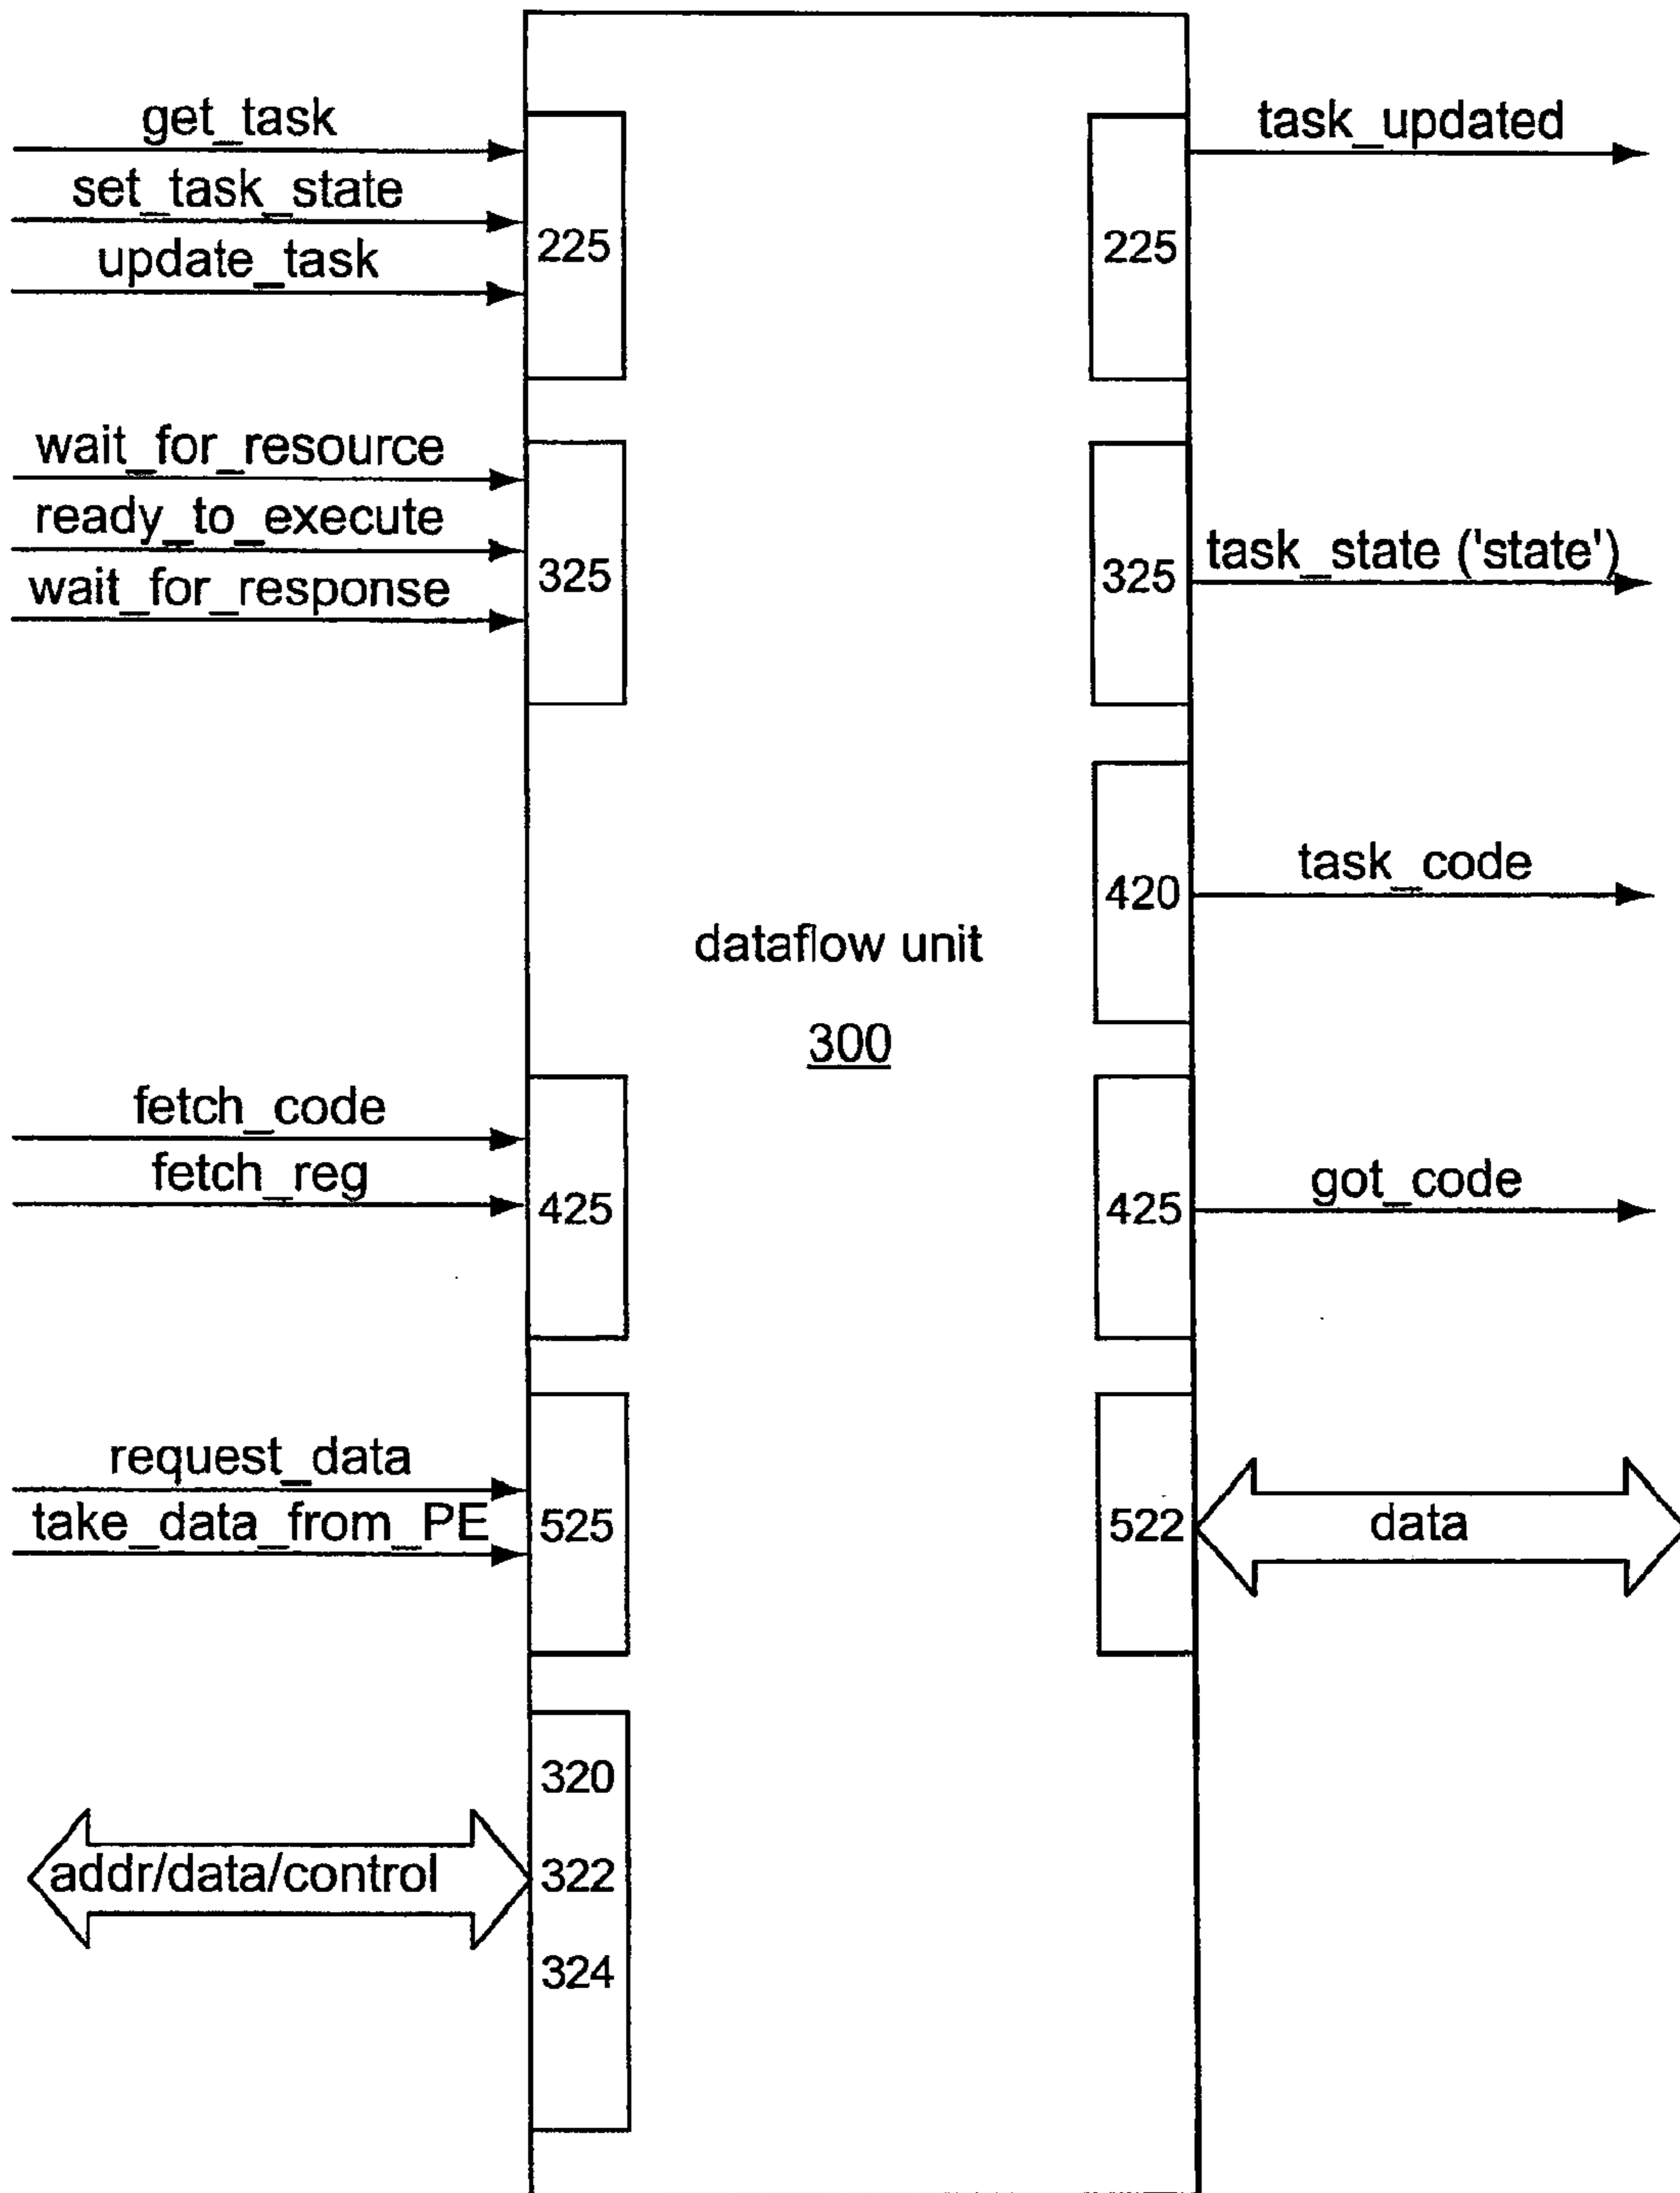 get_task
set_task_state
update_task
225
225
task_updated
wait_for_resource
ready_to_execute
wait_for_response
325
325
task_state ('state')
420
task_code
dataflow unit
300
fetch_code
fetch_reg
425
425
got_code
request_data
take_data_from_PE
525
522
data
320
322
324
addr/data/control